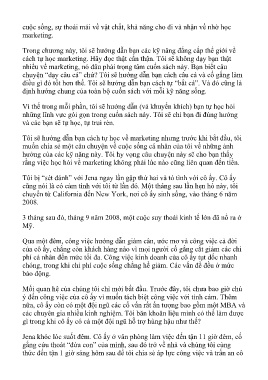 cuộc sống, sự thoải mái về vật chất, khả năng cho đi và nhận về nhờ học
marketing.
Trong chương này, tôi sẽ hướng dẫn bạn các kỹ năng đẳng cấp thế giới về
cách tự học marketing. Hãy đọc thật cẩn thận. Tôi sẽ không dạy bạn thật
nhiều về marketing, nó đâu phải trọng tâm cuốn sách này. Bạn biết câu
chuyện “dạy câu cá” chứ? Tôi sẽ hướng dẫn bạn cách câu cá và cố gắng làm
điều gì đó tốt hơn thế. Tôi sẽ hướng dẫn bạn cách tự “bắt cá”. Và đó cũng là
định hướng chung của toàn bộ cuốn sách với mỗi kỹ năng sống.
Vì thế trong mỗi phần, tôi sẽ hướng dẫn (và khuyến khích) bạn tự học hỏi
những lĩnh vực gói gọn trong cuốn sách này. Tôi sẽ chỉ bạn đi đúng hướng
và các bạn sẽ tự học, tự trui rèn.
Tôi sẽ hướng dẫn bạn cách tự học về marketing nhưng trước khi bắt đầu, tôi
muốn chia sẻ một câu chuyện về cuộc sống cá nhân của tôi về những ảnh
hưởng của các kỹ năng này. Tôi hy vọng câu chuyện này sẽ cho bạn thấy
rằng việc học hỏi về marketing không phải lúc nào cũng liên quan đến tiền.
Tôi bị “sét đánh” với Jena ngay lần gặp thứ hai và tỏ tình với cô ấy. Cô ấy
cũng nói là có cảm tình với tôi từ lần đó. Một tháng sau lần hẹn hò này, tôi
chuyển từ California đến New York, nơi cô ấy sinh sống, vào tháng 6 năm
2008.
3 tháng sau đó, tháng 9 năm 2008, một cuộc suy thoái kinh tế lớn đã nổ ra ở
Mỹ.
Qua một đêm, công việc hướng dẫn giảm cân, ước mơ và công việc cả đời
của cô ấy, chẳng còn khách hàng nào vì mọi người cố gắng cắt giảm các chi
phí cá nhân đến mức tối đa. Công việc kinh doanh của cô ấy tụt dốc nhanh
chóng, trong khi chi phí cuộc sống chẳng hề giảm. Các vấn đề đều ở mức
báo động.
Mối quan hệ của chúng tôi chỉ mới bắt đầu. Trước đây, tôi chưa bao giờ chú
ý đến công việc của cô ấy vì muốn tách biệt công việc với tình cảm. Thêm
nữa, cô ấy còn có một đội ngũ các cố vấn rất ấn tượng bao gồm một MBA và
các chuyên gia nhiều kinh nghiệm. Tôi băn khoăn liệu mình có thể làm được
gì trong khi cô ấy có cả một đội ngũ hỗ trợ hùng hậu như thế?
Jena khóc lóc suốt đêm. Cô ấy ở văn phòng làm việc đến tận 11 giờ đêm, cố
gắng cứu thoát “đứa con” của mình, sau đó trở về nhà và chúng tôi cùng
thức đến tận 1 giờ sáng hôm sau để tôi chia sẻ áp lực công việc và trấn an cô